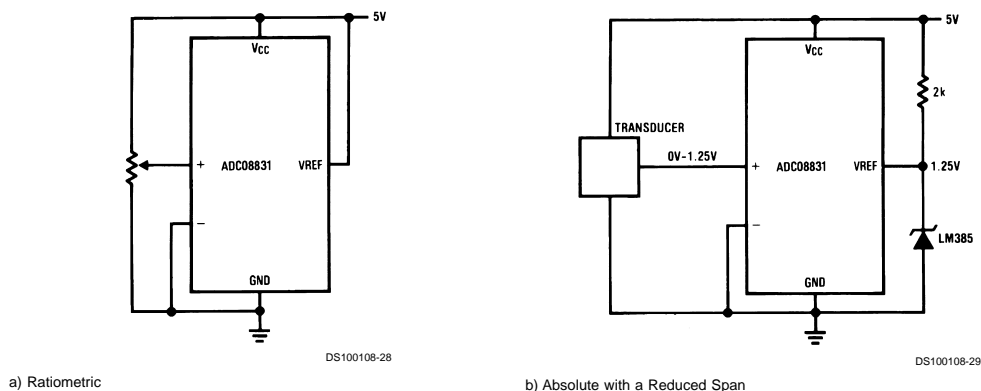 5V
VCC
+
ADC08831
VREF
−
GND
DS100108-28
a) Ratiometric
5V
VCC
2k
TRANSDUCER
0V–1.25V
+
ADC08831
VREF
1.25V
−
LM385
GND
DS100108-29
b) Absolute with a Reduced Span